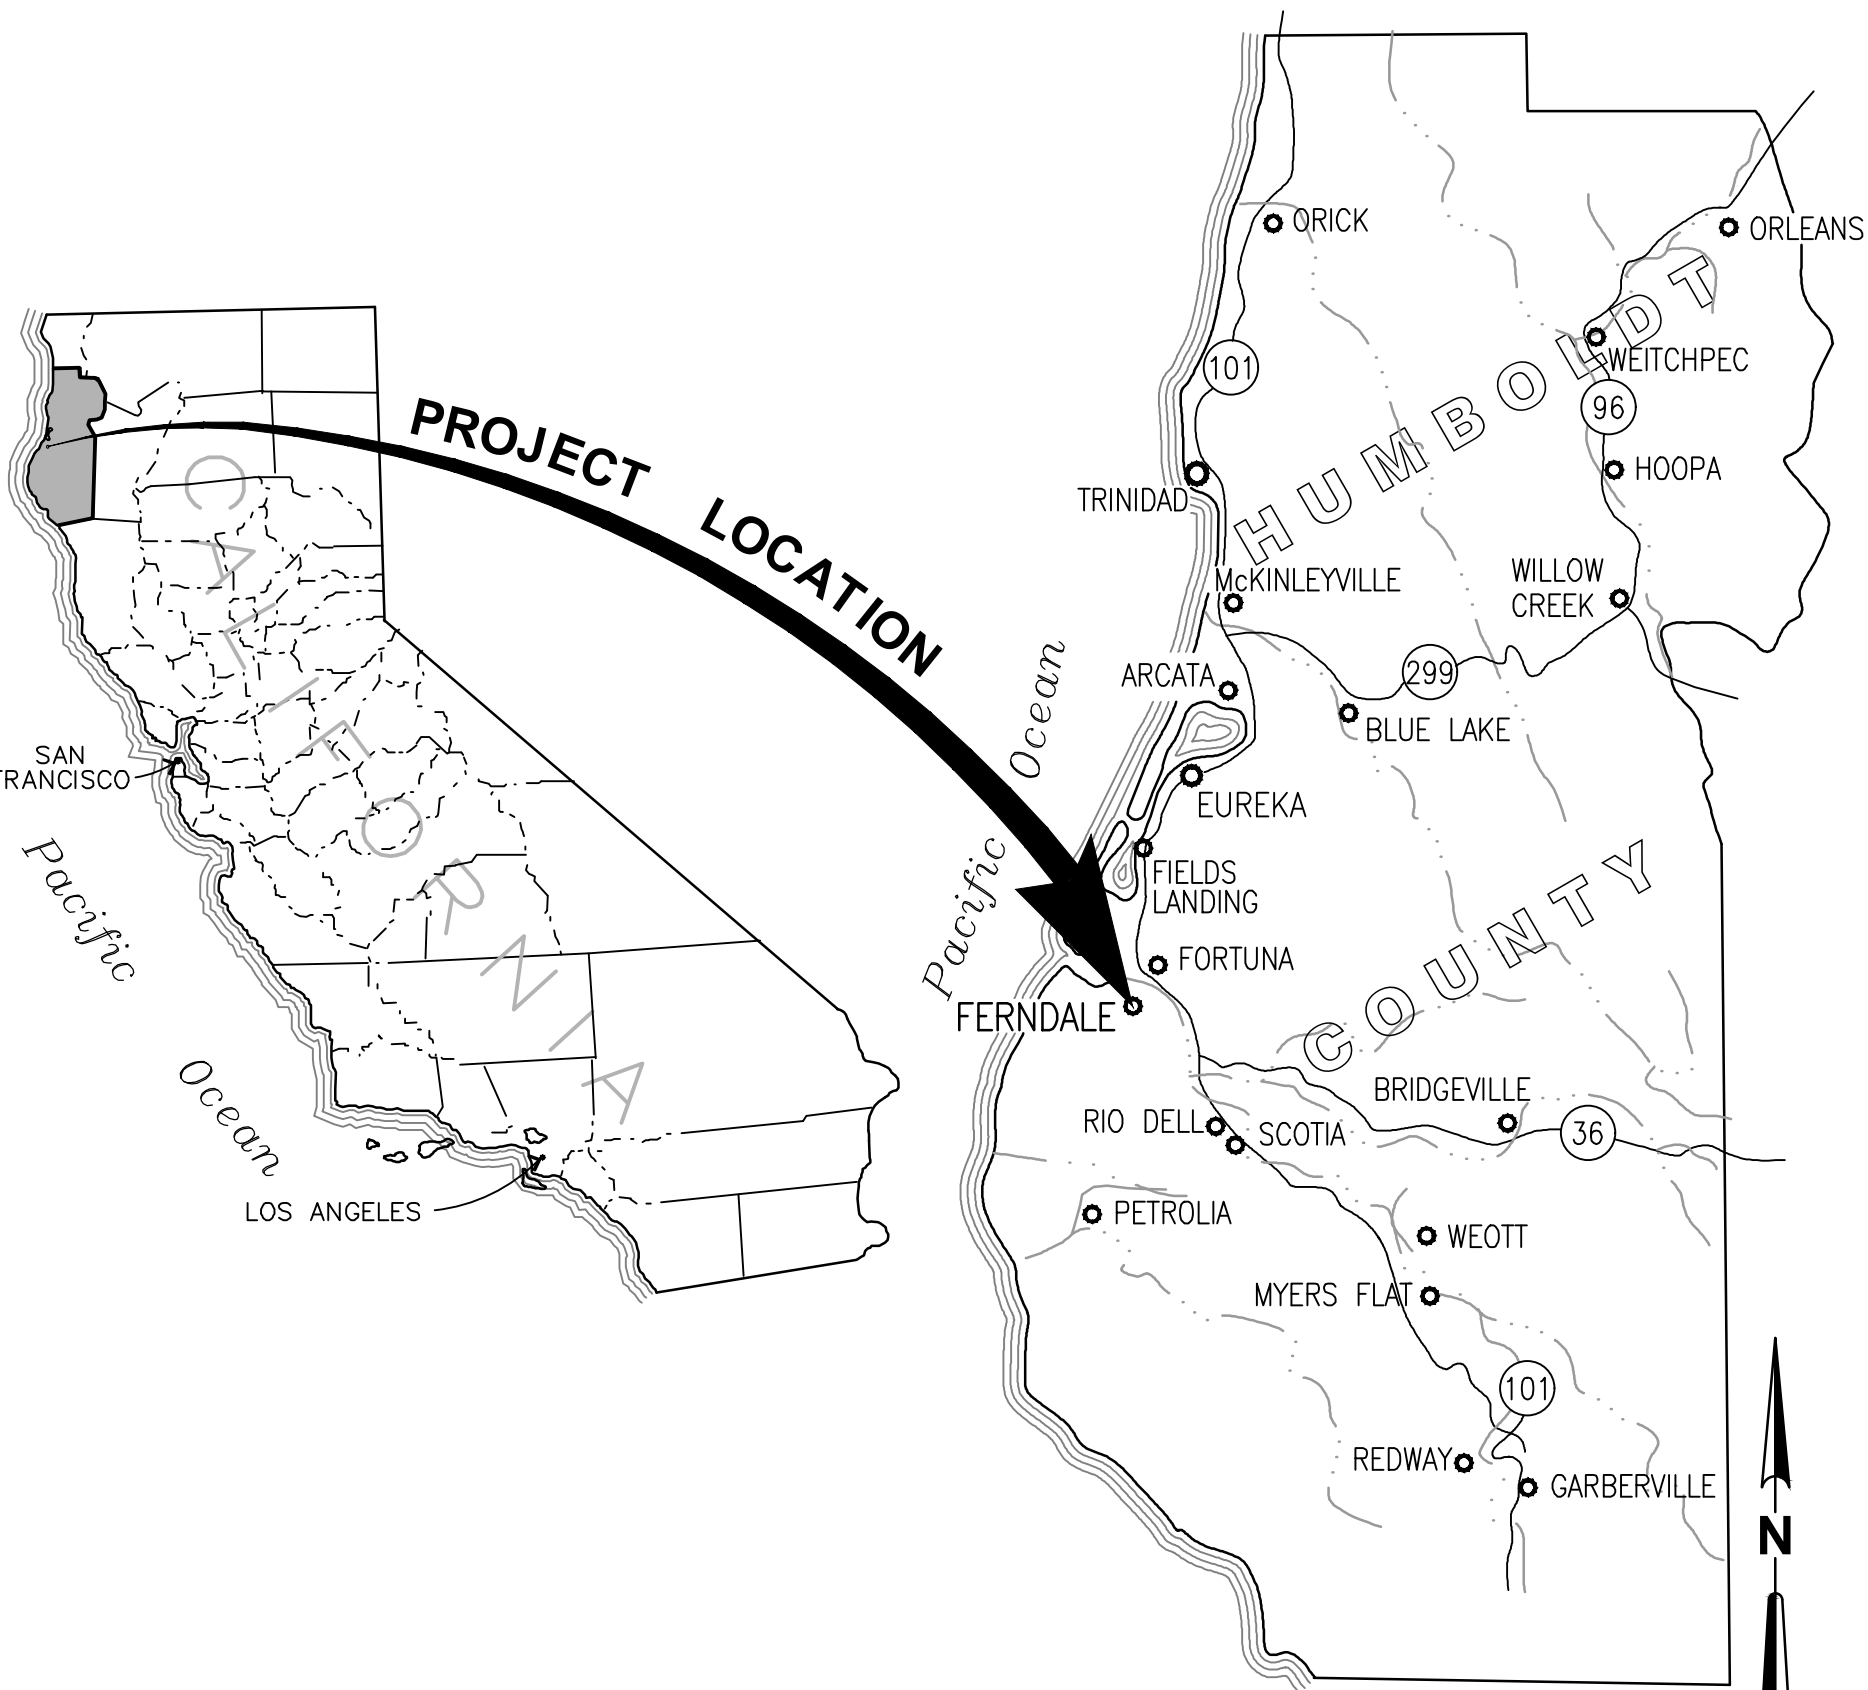 PROJECT LOCATION
CALIFORNIA
SAN
FRANCISCO
LOS ANGELES
Pacific
Ocean
Pacific
Ocean
HUMBOLDT
COUNTY
ORICK
ORLEANS
101
WEITCHPEC
96
HOOPA
TRINIDAD
McKINLEYVILLE
WILLOW
CREEK
ARCATA
299
BLUE LAKE
EUREKA
FIELDS
LANDING
FORTUNA
FERNDALE
BRIDGEVILLE
RIO DELL
SCOTIA
36
PETROLIA
WEOTT
MYERS FLAT
101
REDWAY
GARBERVILLE
N